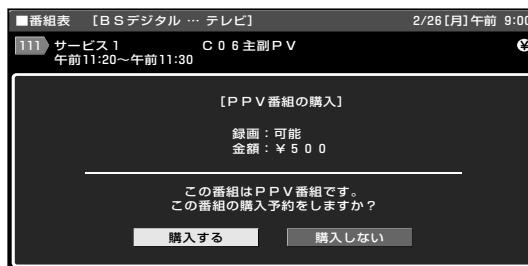 ■番組表 [BSデジタル … テレビ] 2/26[月]午前 9:00
111 サービス1 C06主副PV ¥
午前11:20～午前11:30
[PPV番組の購入]
録画：可能
金額：¥500
この番組はPPV番組です。
この番組の購入予約をしますか？
購入する 購入しない